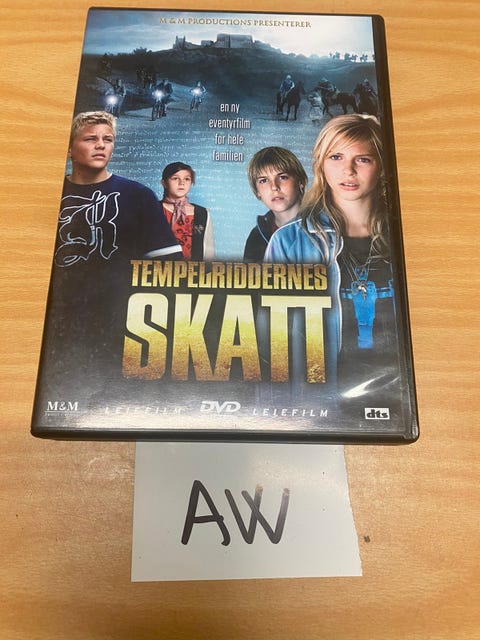 M&M PRODUCTIONS PRESENTERER
en ny
eventyrfilm
for hele
familien
TEMPELRIDDERNES
SKATT
M&M
LEIEFILM DVD LEIEFILM
dts
AW